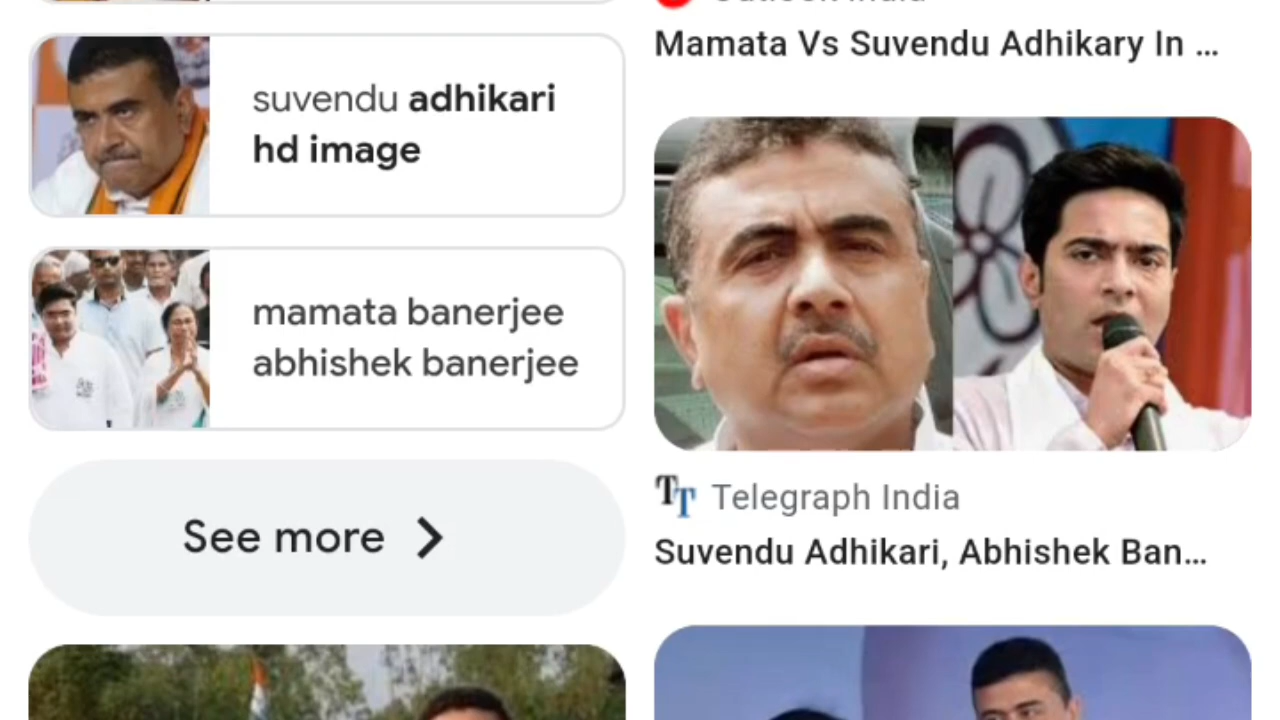 suvendu adhikari
hd image
mamata banerjee
abhishek banerjee
See more
Mamata Vs Suvendu Adhikary In ...
TT Telegraph India
Suvendu Adhikari, Abhishek Ban...